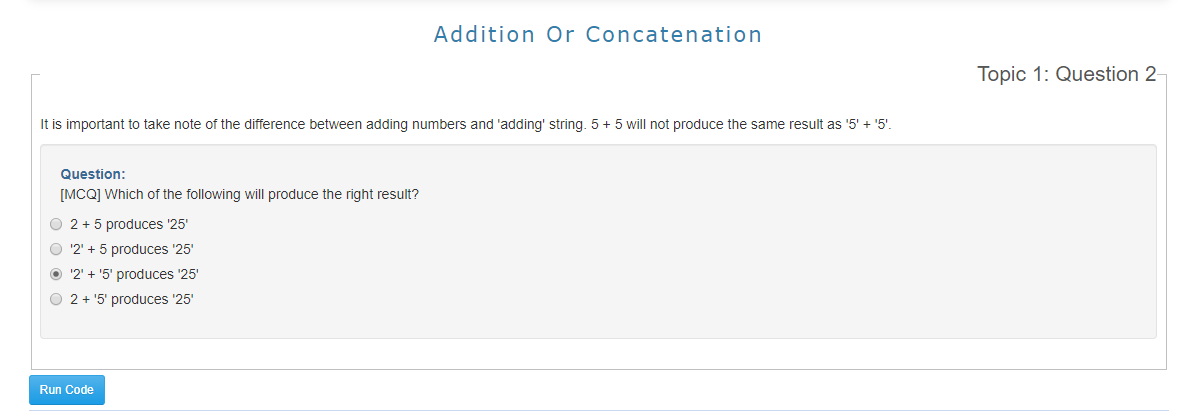 Addition Or Concatenation
Topic 1: Question 2
It is important to take note of the difference between adding numbers and 'adding' string. 5 + 5 will not produce the same result as '5' + '5'.
Question:
[MCQ] Which of the following will produce the right result?
2 + 5 produces '25'
'2' + 5 produces '25'
'2' + '5' produces '25'
2 + '5' produces '25'
Run Code